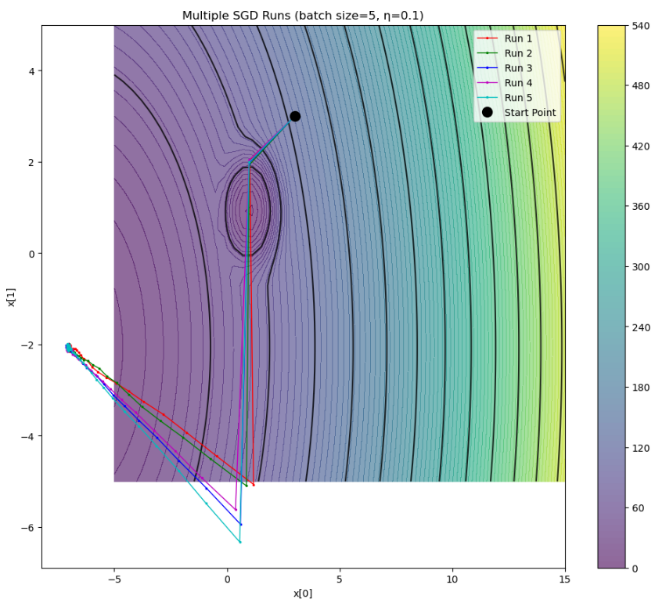 Multiple SGD Runs (batch size=5, η=0.1)
Run 1
Run 2
Run 3
Run 4
Run 5
Start Point
4
2
0
−2
−4
−6
x[1]
−5
0
5
10
15
x[0]
540
480
420
360
300
240
180
120
60
0